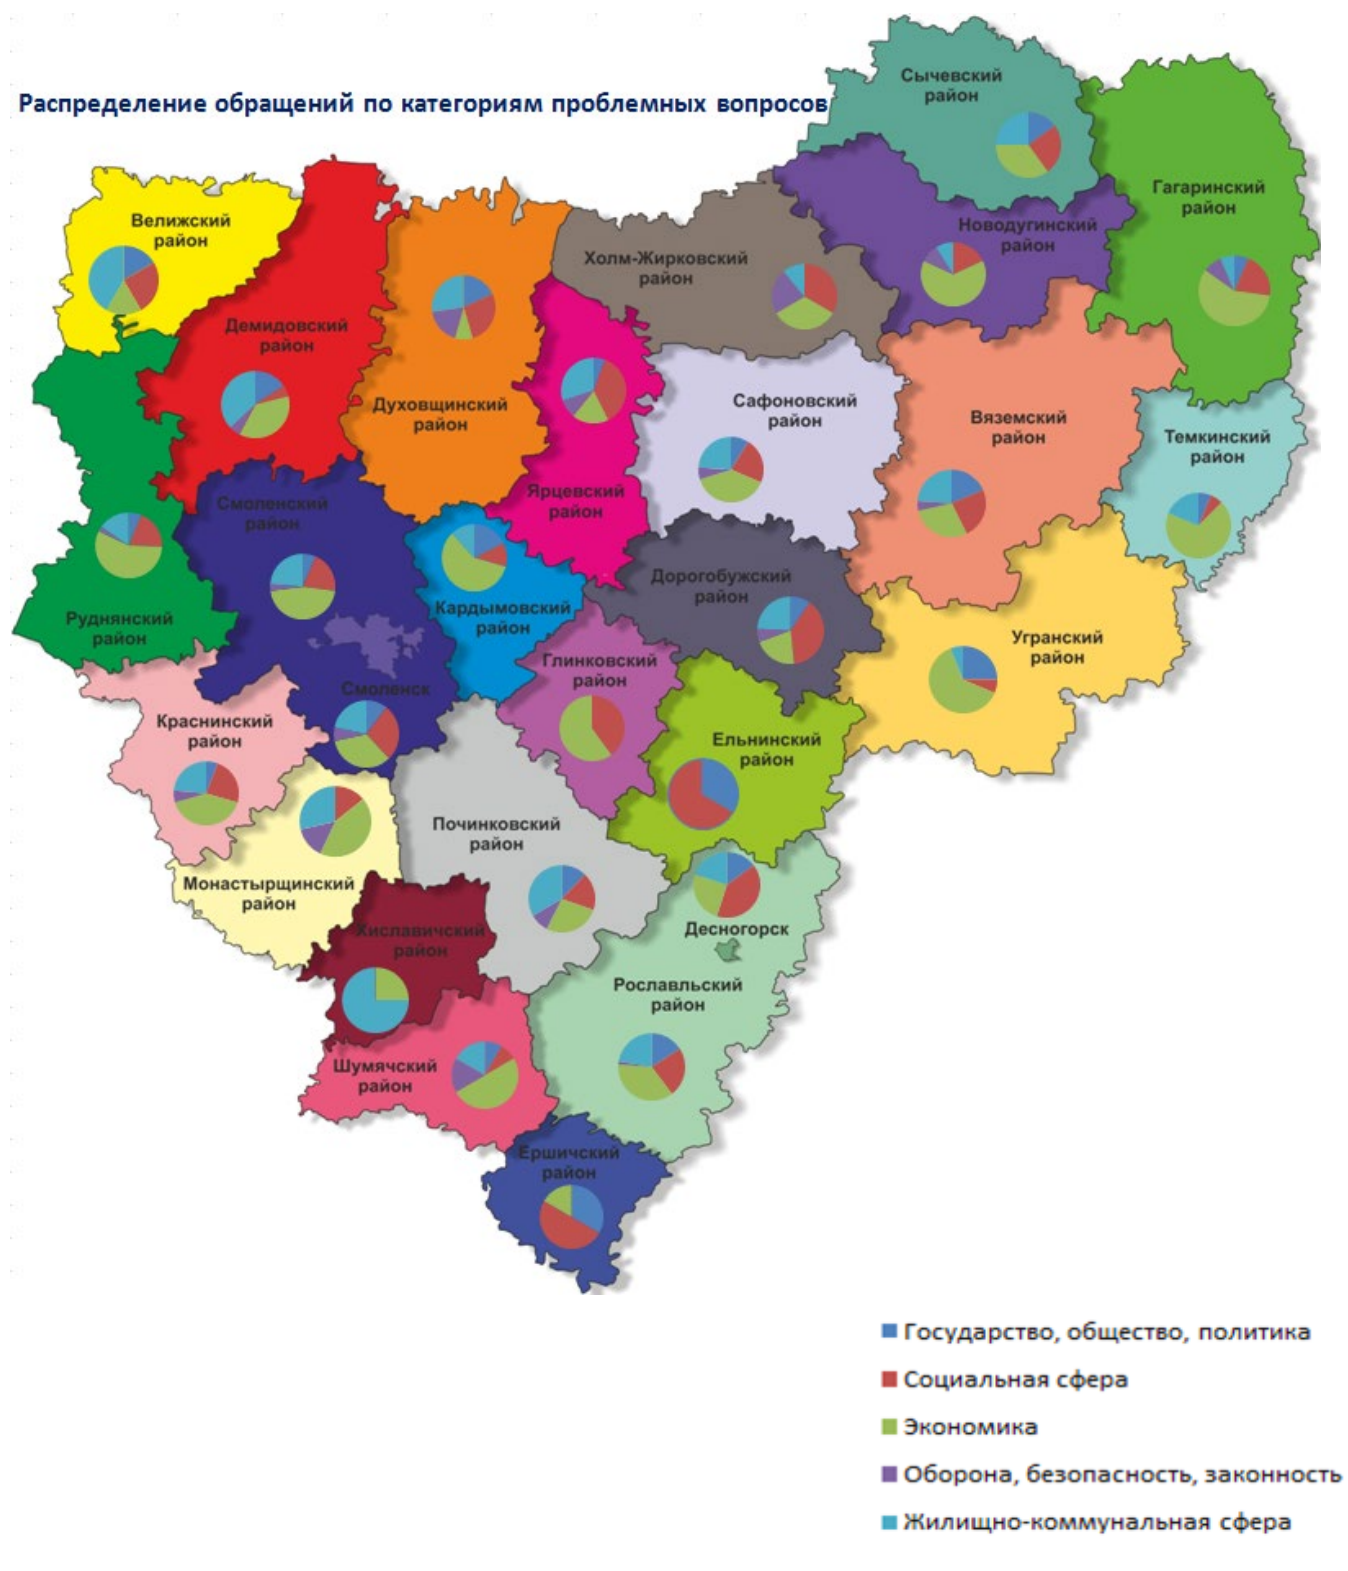 Распределение обращений по категориям проблемных вопросов
Сычевский
район
Гагаринский
район
Велижский
район
Новодугинский
район
Холм-Жирковский
район
Демидовский
район
Духовщинский
район
Сафоновский
район
Вяземский
район
Темкинский
район
Ярцевский
район
Смоленский
район
Дорогобужский
район
Кардымовский
район
Руднянский
район
Угранский
район
Глинковский
район
Смоленск
Краснинский
район
Ельнинский
район
Починковский
район
Монастырщинский
район
Хиславичский
район
Десногорск
Рославльский
район
Шумячский
район
Ершичский
район
Государство, общество, политика
Социальная сфера
Экономика
Оборона, безопасность, законность
Жилищно-коммунальная сфера